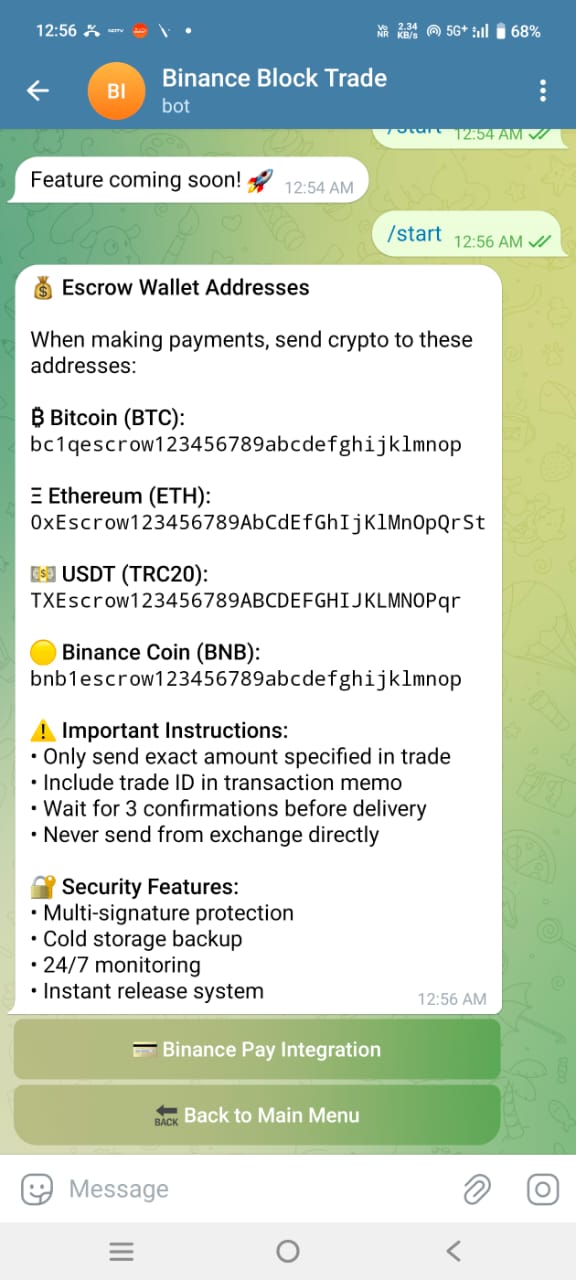 12:56
Vo NR 2.34 KB/s 5G+ 68%
BI
Binance Block Trade
bot
/start 12:54 AM
Feature coming soon! 🚀 12:54 AM
/start 12:56 AM
💰 Escrow Wallet Addresses
When making payments, send crypto to these
addresses:
₿ Bitcoin (BTC):
bc1qescrow123456789abcdefghijklmnop
Ξ Ethereum (ETH):
0xEscrow123456789AbCdEfGhIjKlMnOpQrSt
💵 USDT (TRC20):
TXEscrow123456789ABCDEFGHIJKLMNOPqr
🟡 Binance Coin (BNB):
bnb1escrow123456789abcdefghijklmnop
⚠️ Important Instructions:
• Only send exact amount specified in trade
• Include trade ID in transaction memo
• Wait for 3 confirmations before delivery
• Never send from exchange directly
🔐 Security Features:
• Multi-signature protection
• Cold storage backup
• 24/7 monitoring
• Instant release system
12:56 AM
💳 Binance Pay Integration
🔙 Back to Main Menu
Message